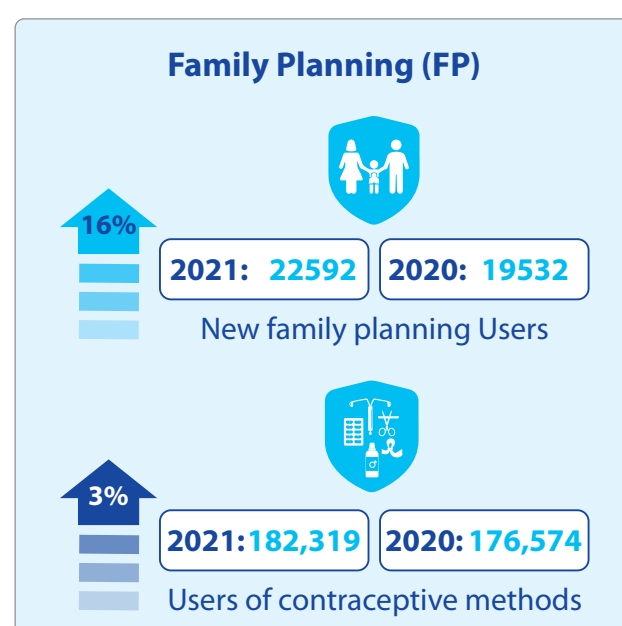 Family Planning (FP)
16%
2021: 22592 2020: 19532
New family planning Users
3%
2021:182,319 2020:176,574
Users of contraceptive methods